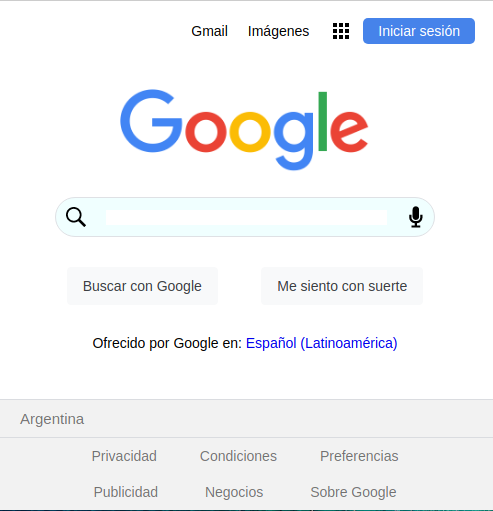 Gmail Imágenes Iniciar sesión
Google
Buscar con Google Me siento con suerte
Ofrecido por Google en: Español (Latinoamérica)
Argentina
Privacidad Condiciones Preferencias
Publicidad Negocios Sobre Google